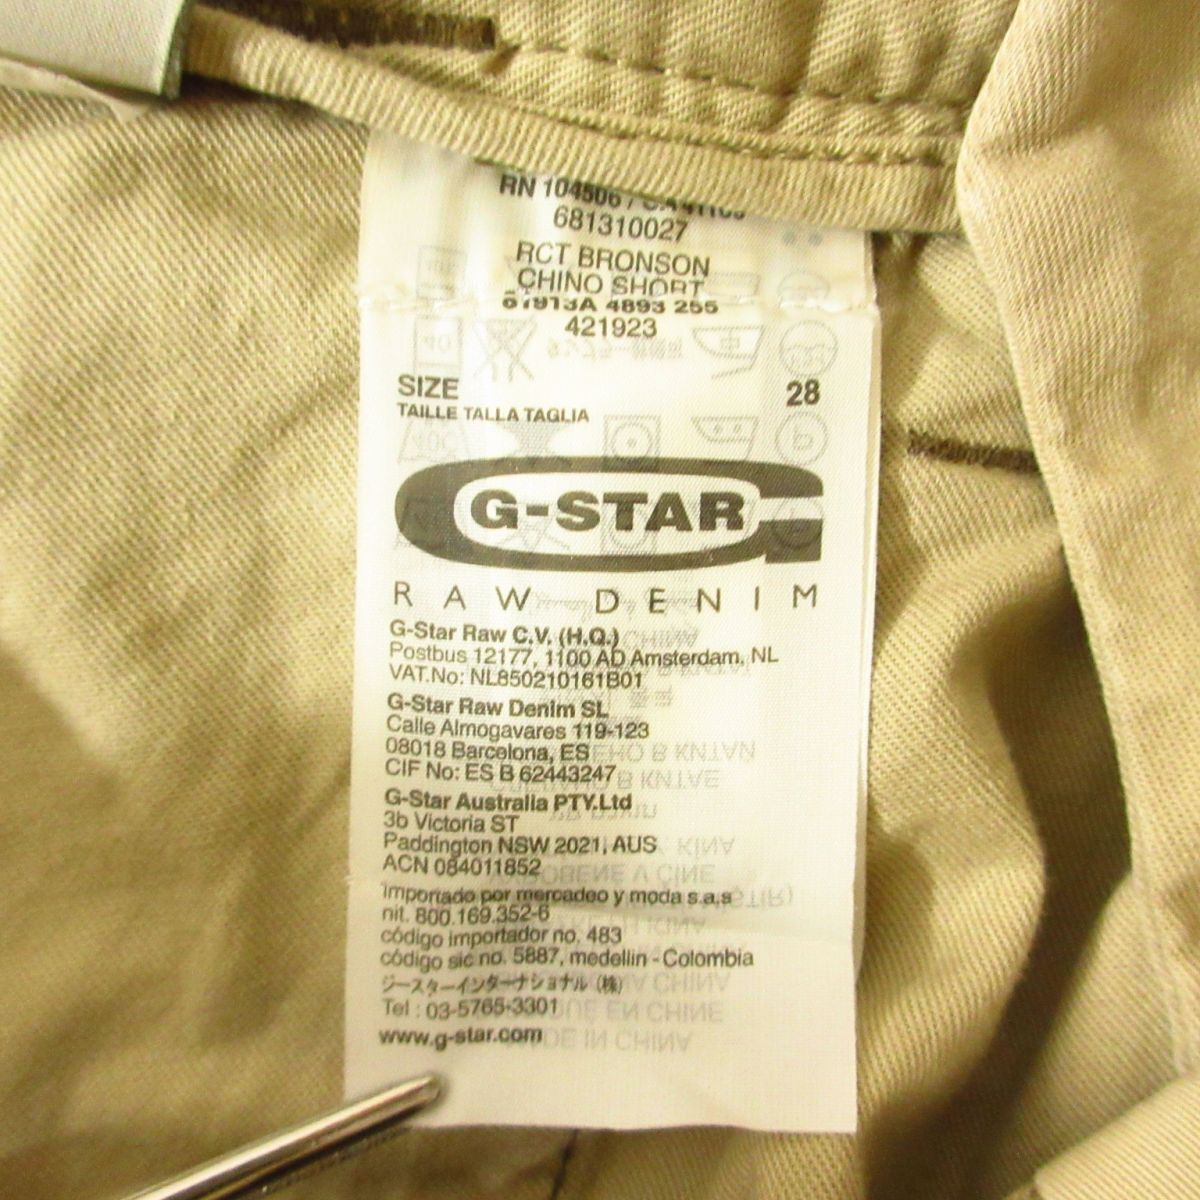 RN 104506 /
681310027
RCT BRONSON
CHINO SHORT
4893 255
421923
SIZE 28
TAILLE TALLA TAGLIA
G-STAR
RAW DENIM
G-Star Raw C.V. (H.Q.)
Postbus 12177, 1100 AD Amsterdam, NL
VAT.No: NL850210161B01
G-Star Raw Denim SL
Calle Almogavares 119-123
08018 Barcelona, ES
CIF No: ES B 62443247
G-Star Australia PTY.Ltd
3b Victoria ST
Paddington NSW 2021, AUS
ACN 084011852
Importado por mercadeo y moda s.a.s
nit. 800.169.352-6
código importador no. 483
código sic no. 5887, medellin - Colombia
ジースターインターナショナル (株)
Tel : 03-5765-3301
www.g-star.com